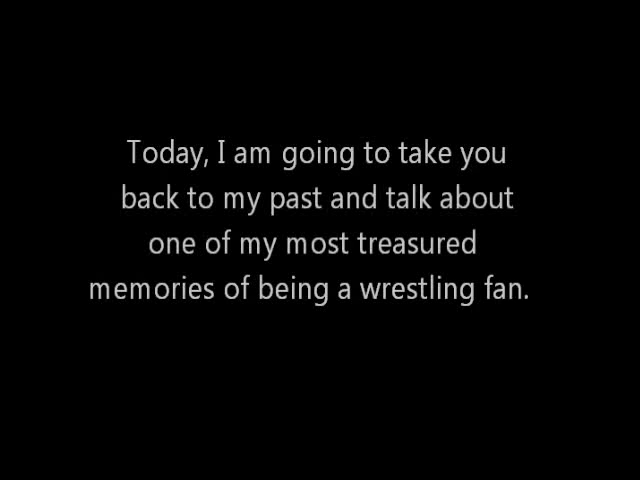 Today, I am going to take you
back to my past and talk about
one of my most treasured
memories of being a wrestling fan.